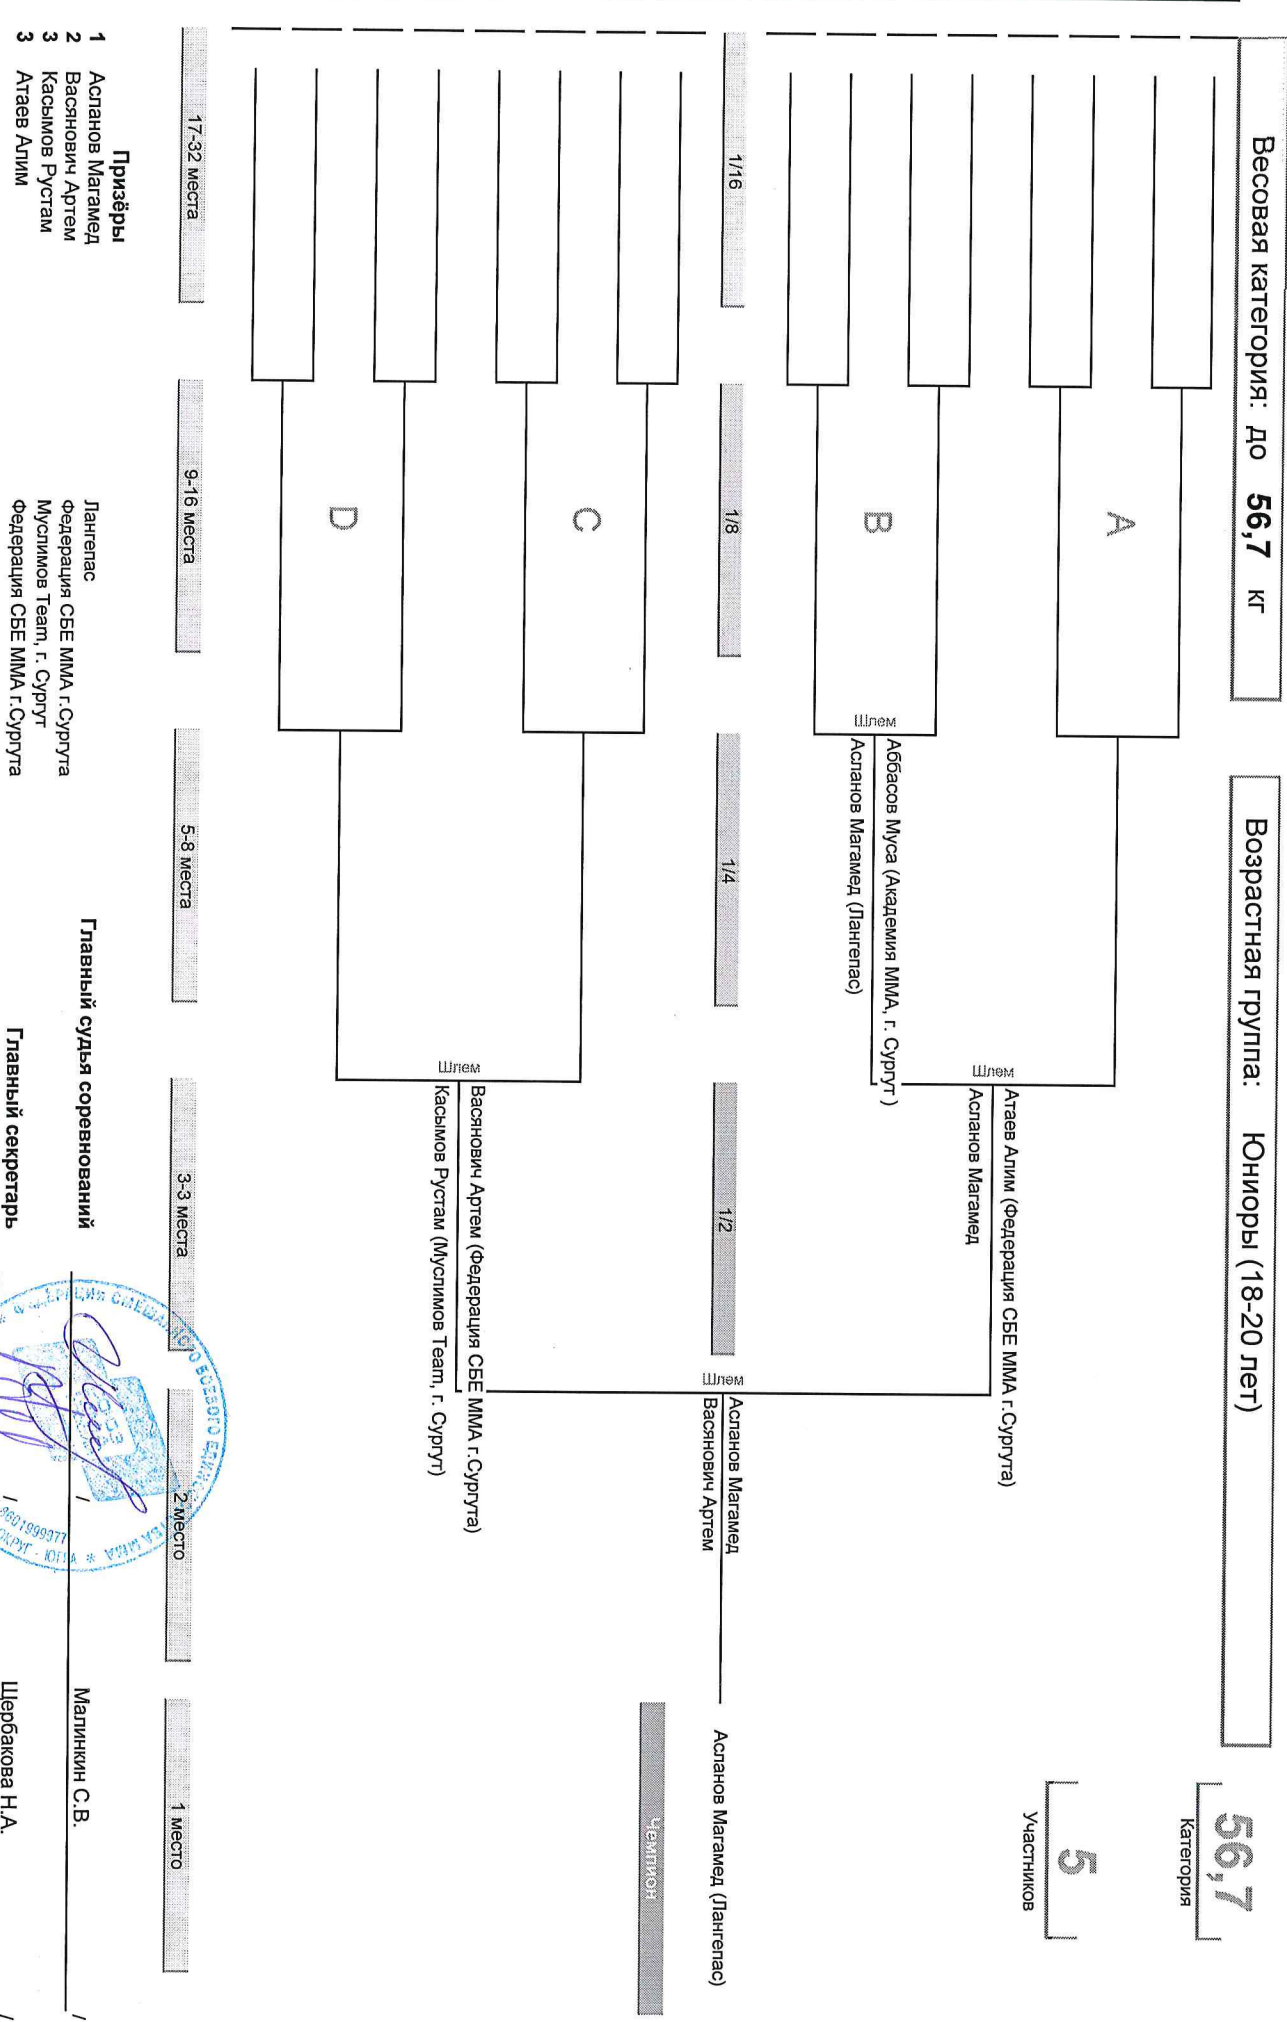 Весовая категория: до 56,7 кг
Возрастная группа: Юниоры (18-20 лет)
56,7
Категория
5
Участников
A
B
Шлем
Аббасов Муса (Академия ММА, г. Сургут )
Асланов Магамед (Лангепас)
Шлем
Атаев Алим (Федерация СБЕ ММА г.Сургута)
Асланов Магамед
1/16
1/8
1/4
1/2
Шлем
Асланов Магамед
Васянович Артем
Асланов Магамед (Лангепас)
Чемпион
C
D
Шлем
Васянович Артем (Федерация СБЕ ММА г.Сургута)
Касымов Рустам (Муслимов Team, г. Сургут)
17-32 места
9-16 места
5-8 места
3-3 места
2 место
1 место
Призёры
1 Асланов Магамед Лангепас
2 Васянович Артем Федерация СБЕ ММА г.Сургута
3 Касымов Рустам Муслимов Team, г. Сургут
3 Атаев Алим Федерация СБЕ ММА г.Сургута
Главный судья соревнований / Малинкин С.В. /
Главный секретарь / Щербакова Н.А. /